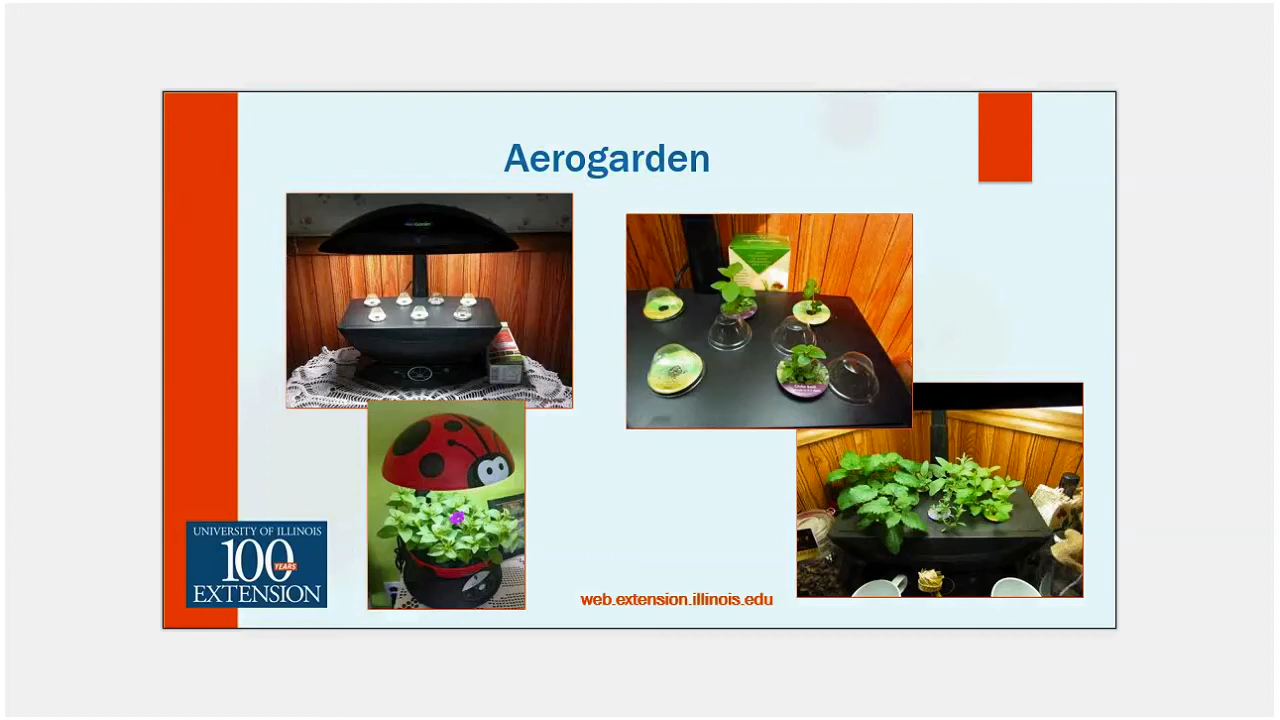 Aerogarden
UNIVERSITY OF ILLINOIS
100
YEARS
EXTENSION
web.extension.illinois.edu